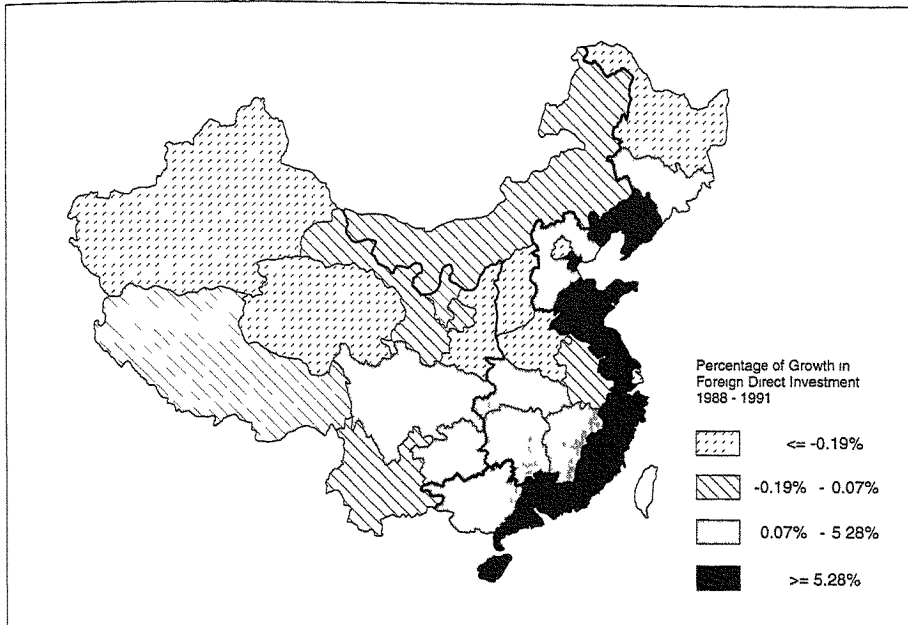 Percentage of Growth in
Foreign Direct Investment
1988 - 1991
<= -0.19%
-0.19% - 0.07%
0.07% - 5 28%
>= 5.28%